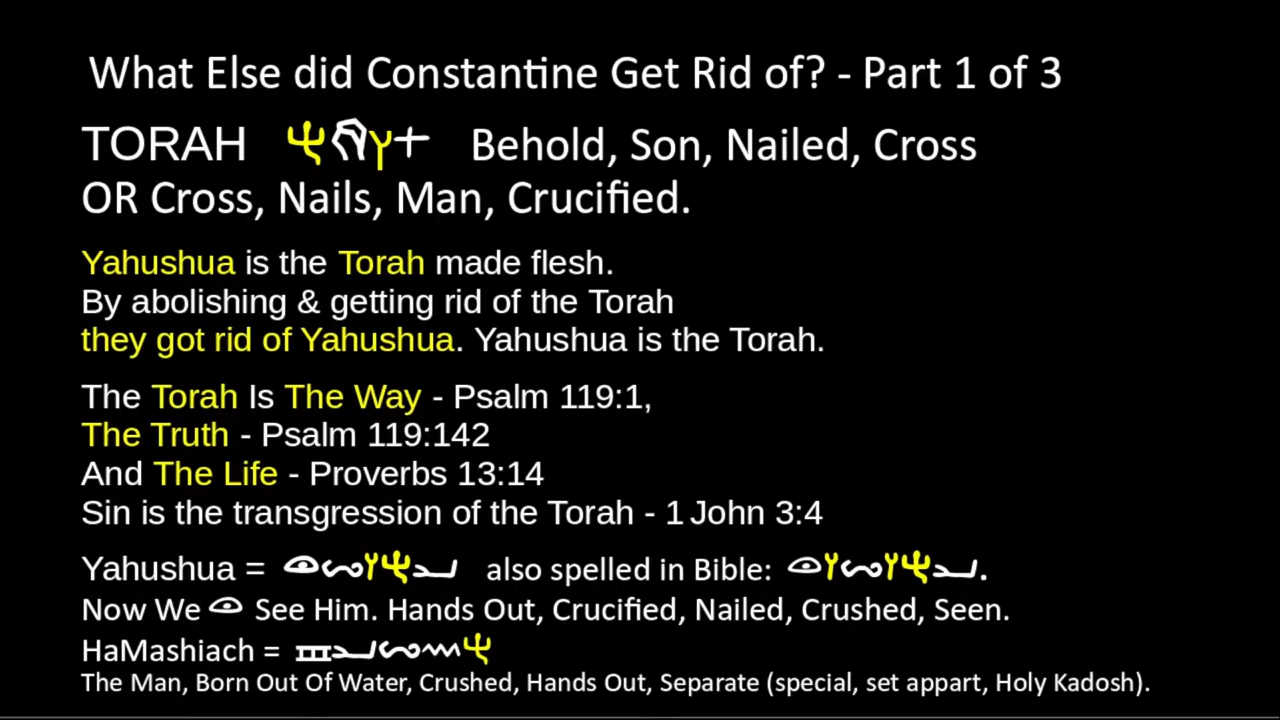 What Else did Constantine Get Rid of? - Part 1 of 3
TORAH Behold, Son, Nailed, Cross
OR Cross, Nails, Man, Crucified.
Yahushua is the Torah made flesh.
By abolishing & getting rid of the Torah
they got rid of Yahushua. Yahushua is the Torah.
The Torah Is The Way - Psalm 119:1,
The Truth - Psalm 119:142
And The Life - Proverbs 13:14
Sin is the transgression of the Torah - 1 John 3:4
Yahushua = also spelled in Bible: .
Now We See Him. Hands Out, Crucified, Nailed, Crushed, Seen.
HaMashiach =
The Man, Born Out Of Water, Crushed, Hands Out, Separate (special, set appart, Holy Kadosh).